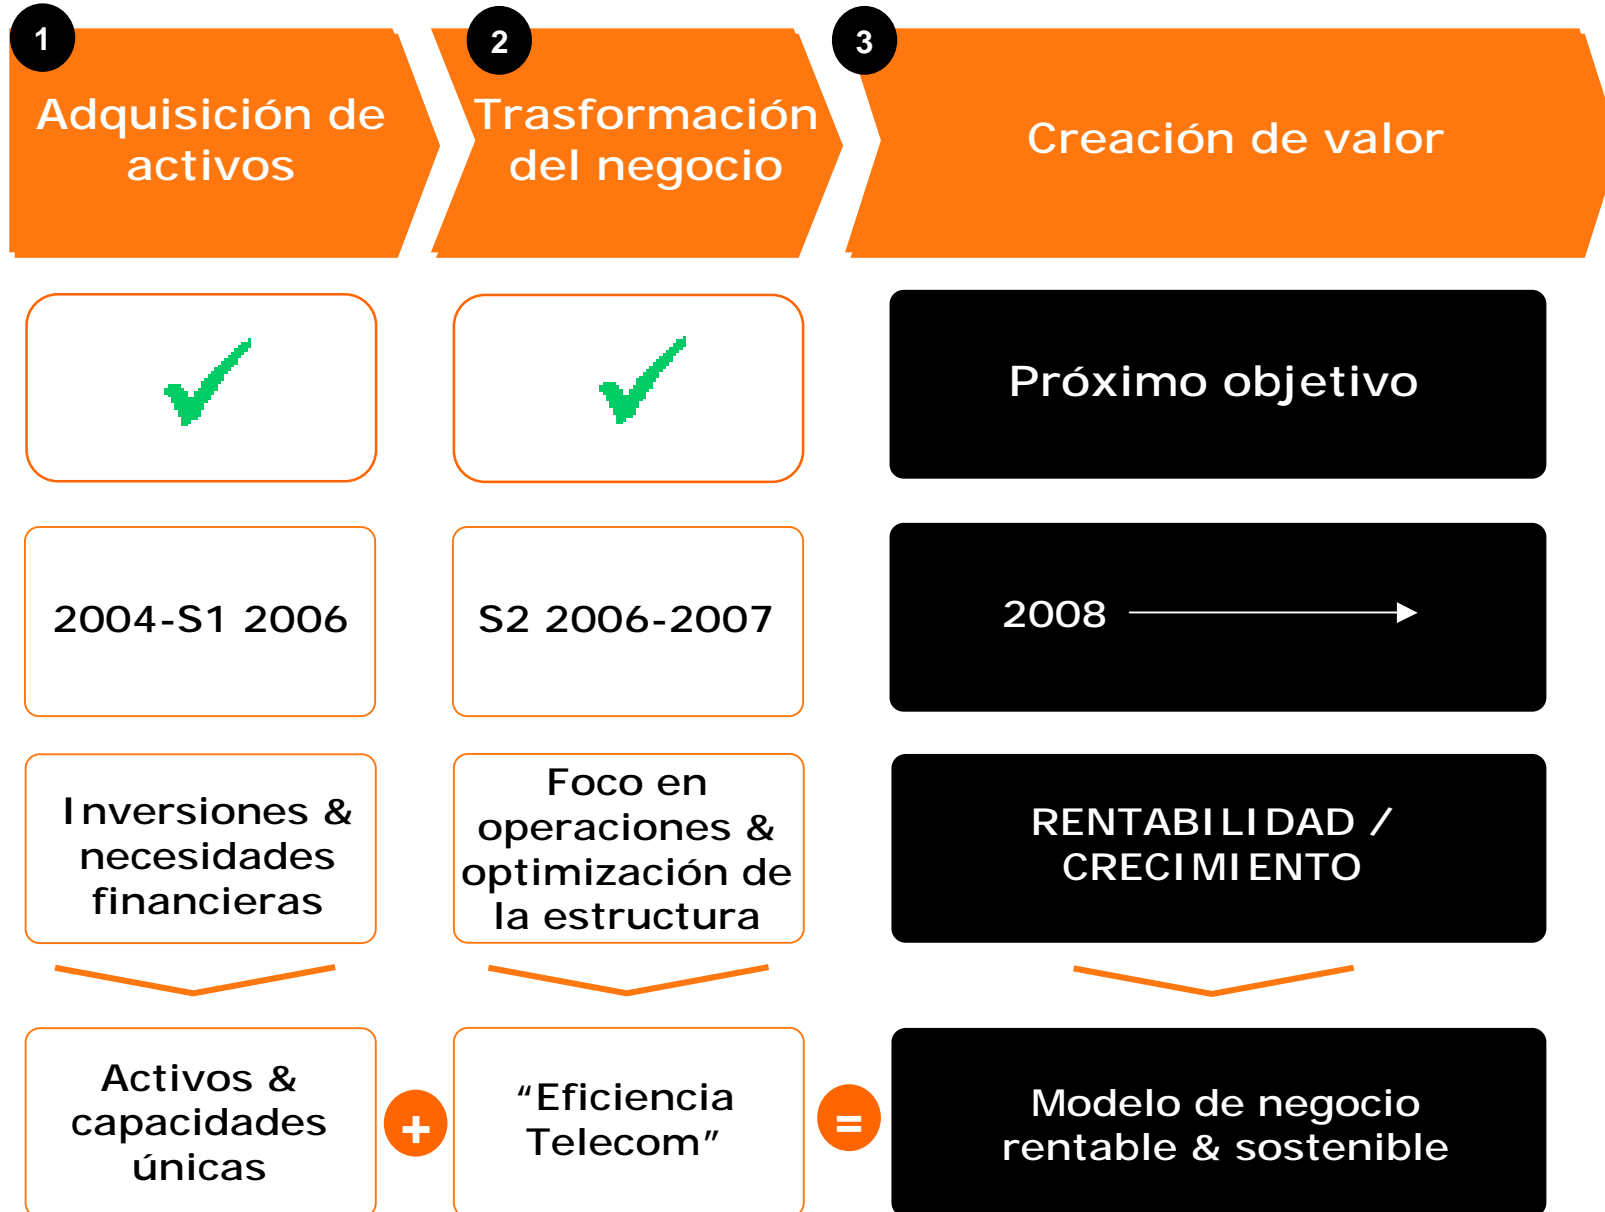 1
2
3
Adquisición de
activos
Trasformación
del negocio
Creación de valor
Próximo objetivo
2004-S1 2006
S2 2006-2007
2008
Inversiones &
necesidades
financieras
Foco en
operaciones &
optimización de
la estructura
RENTABILIDAD /
CRECIMIENTO
Activos &
capacidades
únicas
+
“Eficiencia
Telecom”
=
Modelo de negocio
rentable & sostenible